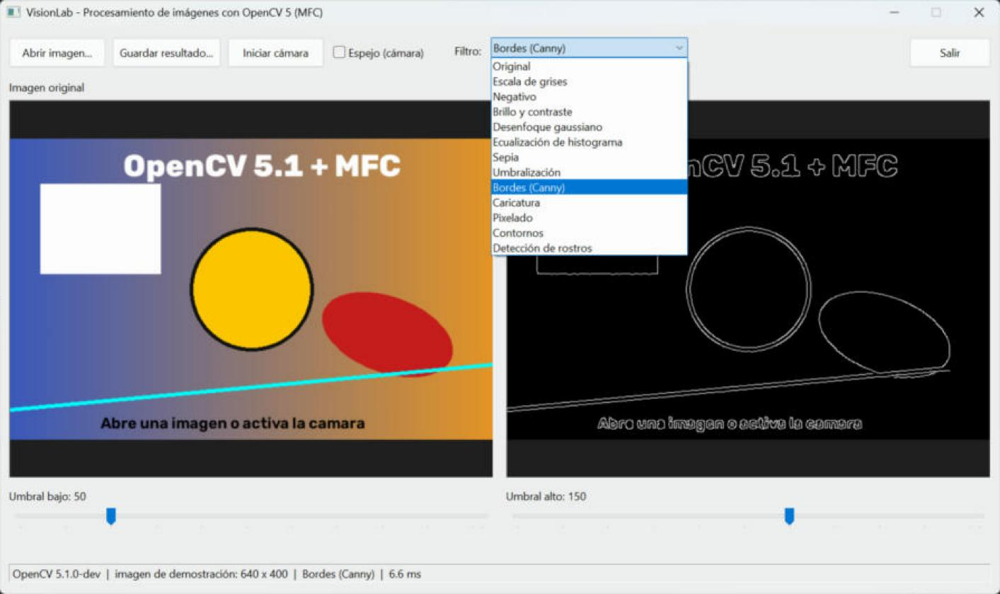 VisionLab - Procesamiento de imágenes con OpenCV 5 (MFC)
Abrir imagen...
Guardar resultado...
Iniciar cámara
Espejo (cámara)
Filtro:
Bordes (Canny)
Salir
Original
Escala de grises
Negativo
Brillo y contraste
Desenfoque gaussiano
Ecualización de histograma
Sepia
Umbralización
Bordes (Canny)
Caricatura
Pixelado
Contornos
Detección de rostros
Imagen original
OpenCV 5.1 + MFC
Abre una imagen o activa la camara
nCV 5.1 + MFC
Abre una imagen o activa la camara
Umbral bajo: 50
Umbral alto: 150
OpenCV 5.1.0-dev | imagen de demostración: 640 x 400 | Bordes (Canny) | 6.6 ms